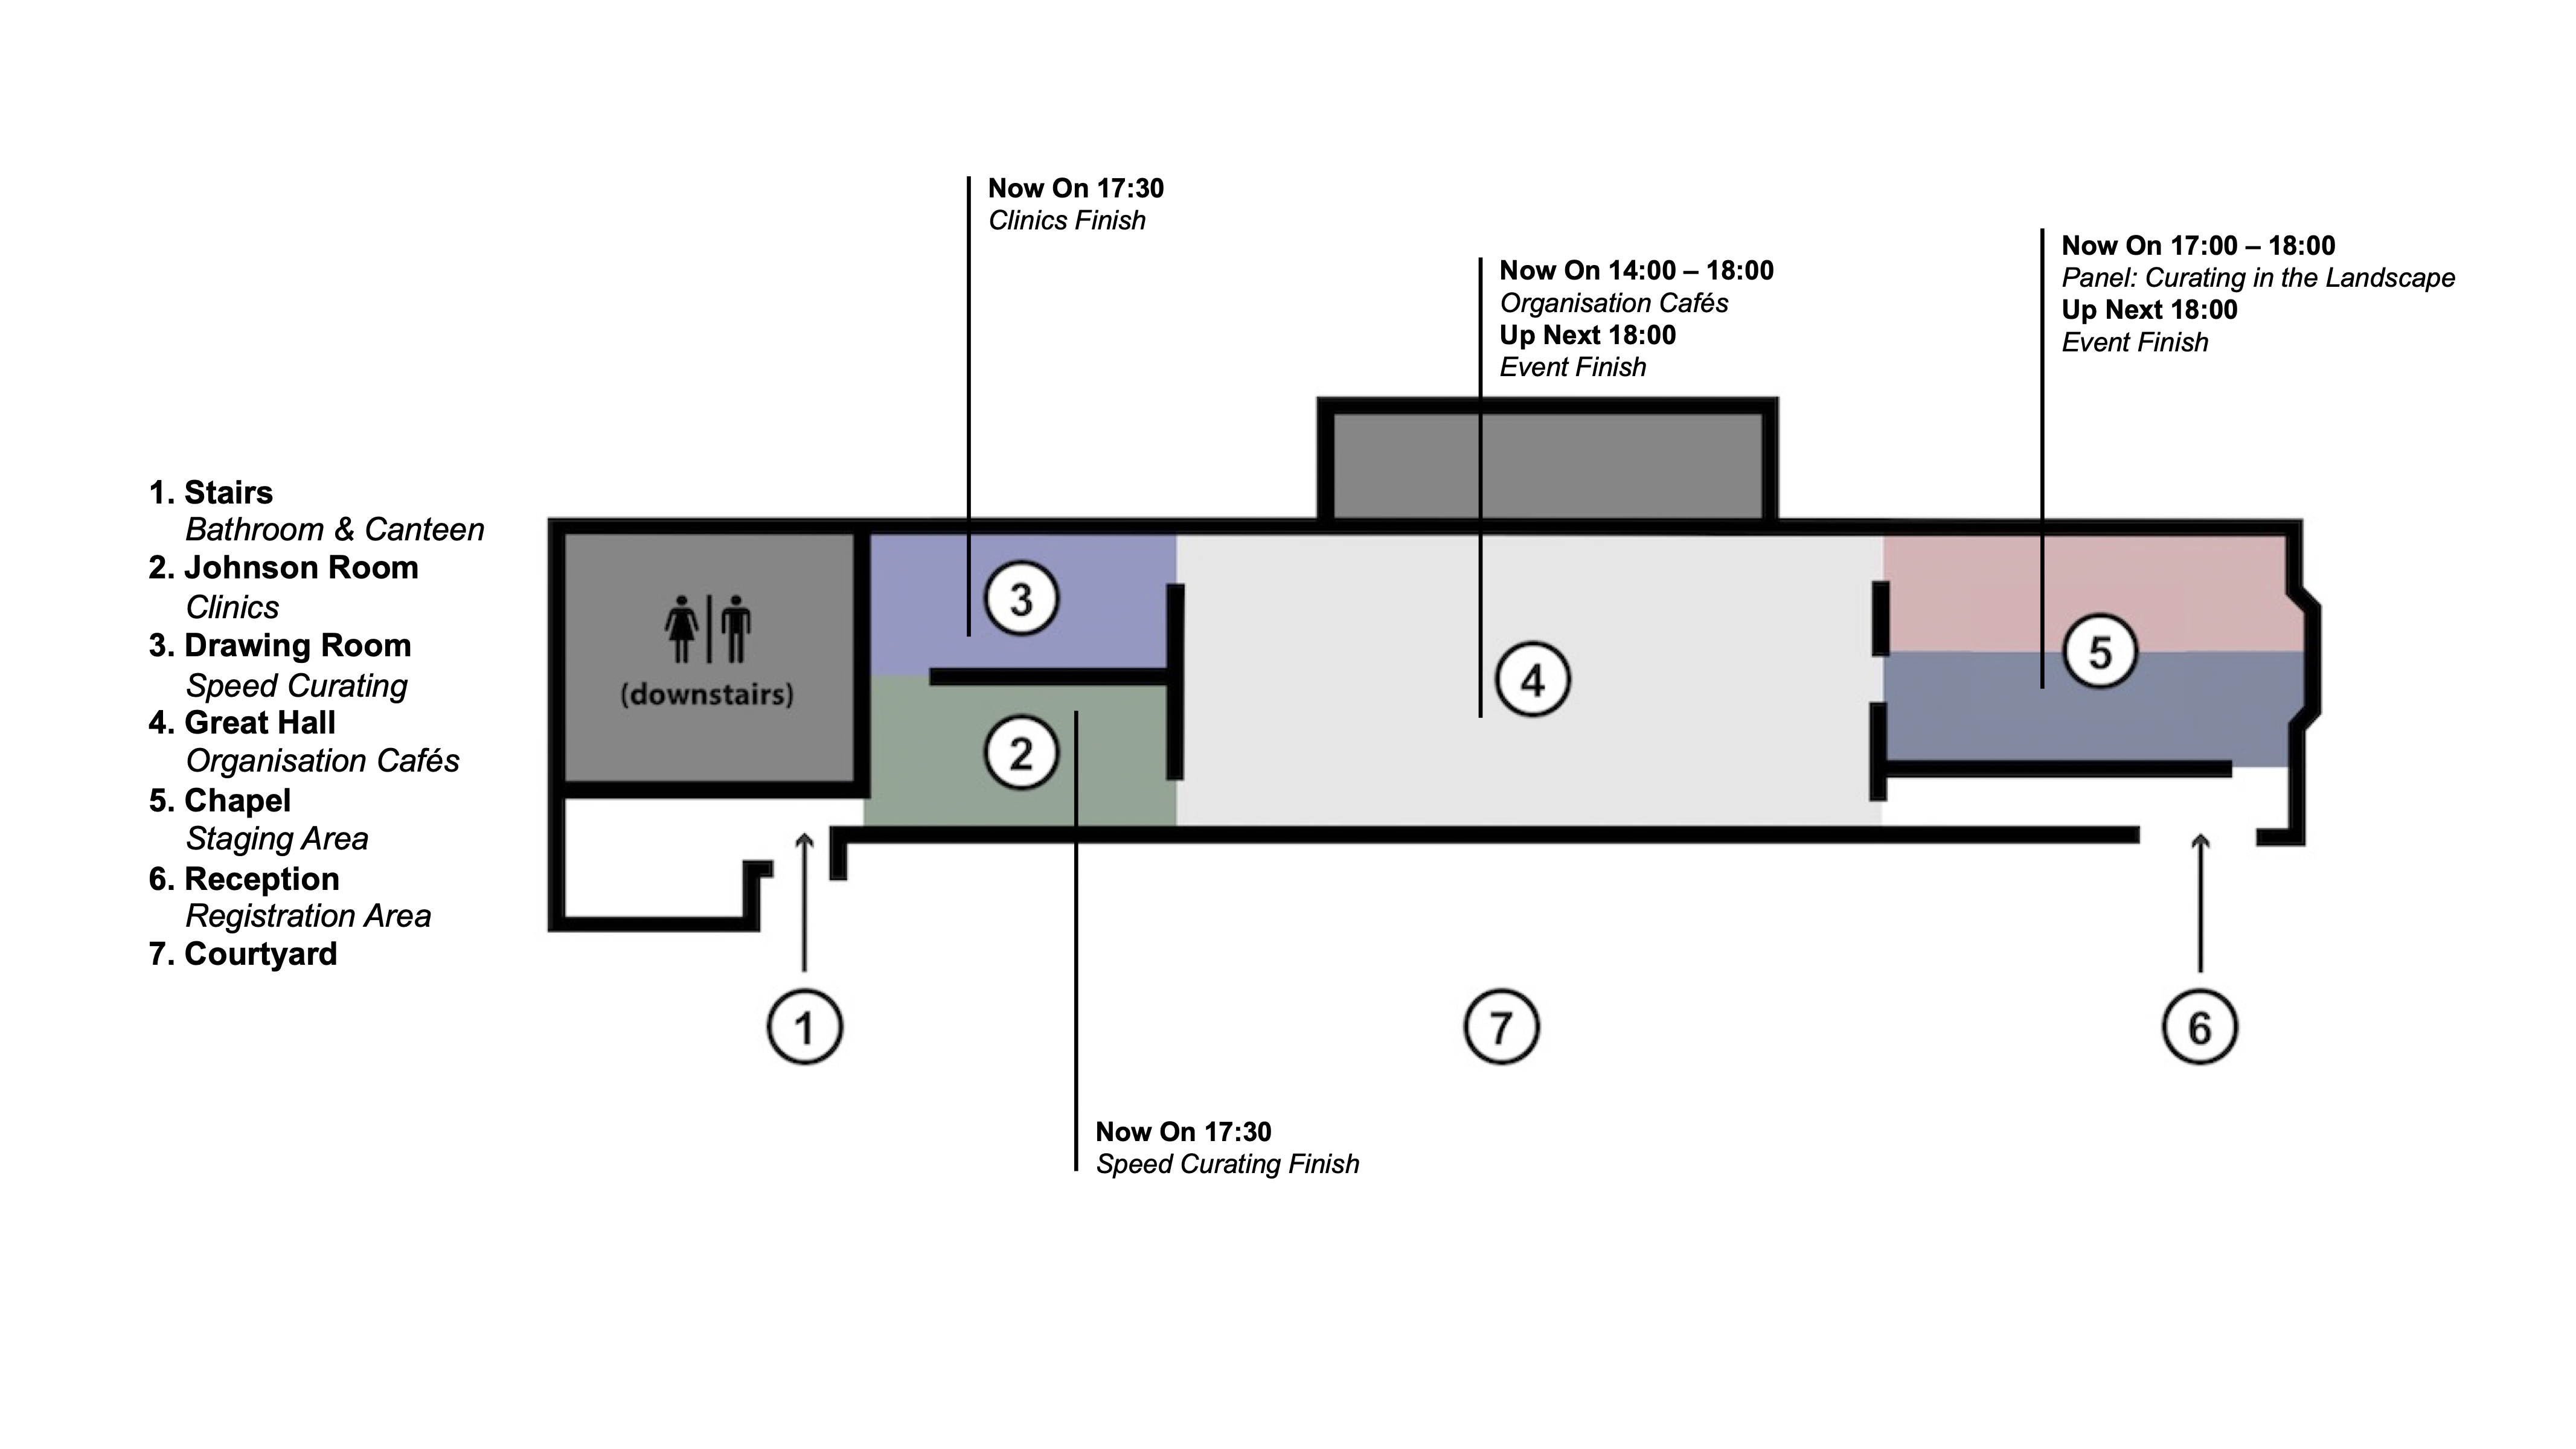 Now On 17:30
Clinics Finish
Now On 14:00 – 18:00
Organisation Cafés
Up Next 18:00
Event Finish
Now On 17:00 – 18:00
Panel: Curating in the Landscape
Up Next 18:00
Event Finish
1. Stairs
Bathroom & Canteen
2. Johnson Room
Clinics
3. Drawing Room
Speed Curating
4. Great Hall
Organisation Cafés
5. Chapel
Staging Area
6. Reception
Registration Area
7. Courtyard
(downstairs)
3
2
4
5
1
7
6
Now On 17:30
Speed Curating Finish